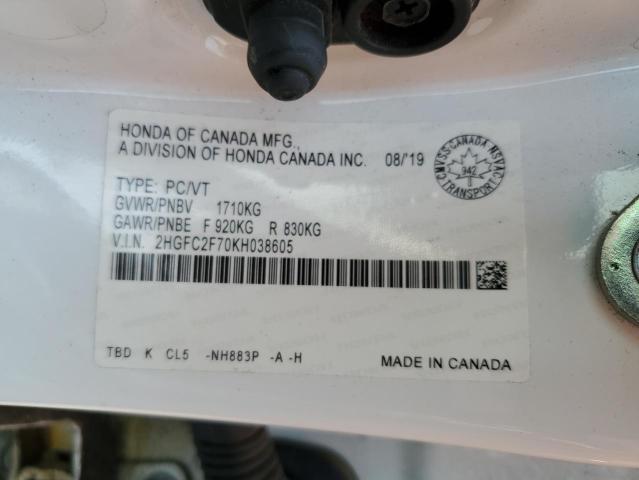 HONDA OF CANADA MFG.,
A DIVISION OF HONDA CANADA INC. 08/'19
CMVSS CANADA NSVAC
942
TRANSPORT
TYPE: PC/VT
GVWR/PNBV 1710KG
GAWR/PNBE F 920KG R 830KG
V.I.N. 2HGFC2F70KH038605
TBD K CL5 -NH883P -A -H
MADE IN CANADA